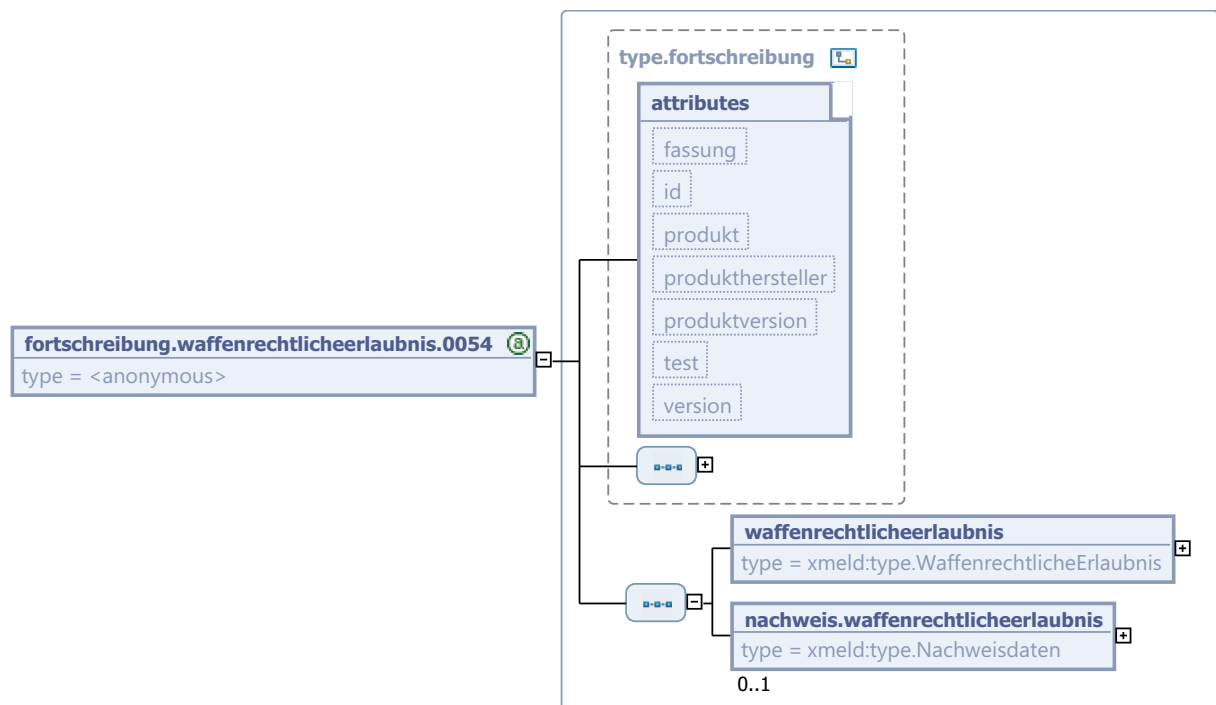 type.fortschreibung
attributes
fassung
id
produkt
produkthersteller
produktversion
test
version
fortschreibung.waffenrechtlicheerlaubnis.0054 a
type = <anonymous>
waffenrechtlicheerlaubnis
type = xmeld:type.WaffenrechtlicheErlaubnis
nachweis.waffenrechtlicheerlaubnis
type = xmeld:type.Nachweisdaten
0..1